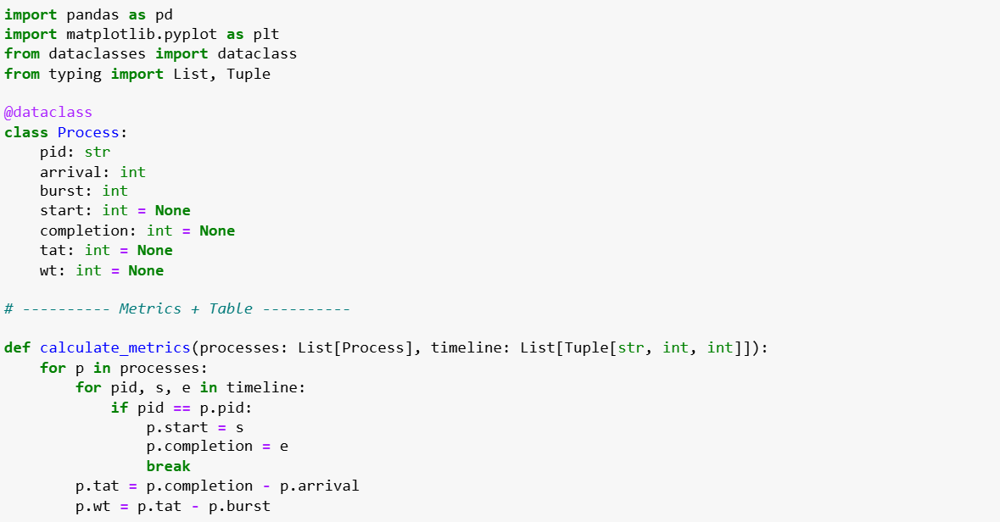 import pandas as pd
import matplotlib.pyplot as plt
from dataclasses import dataclass
from typing import List, Tuple

@dataclass
class Process:
    pid: str
    arrival: int
    burst: int
    start: int = None
    completion: int = None
    tat: int = None
    wt: int = None

# ---------- Metrics + Table ----------

def calculate_metrics(processes: List[Process], timeline: List[Tuple[str, int, int]]):
    for p in processes:
        for pid, s, e in timeline:
            if pid == p.pid:
                p.start = s
                p.completion = e
                break
        p.tat = p.completion - p.arrival
        p.wt = p.tat - p.burst